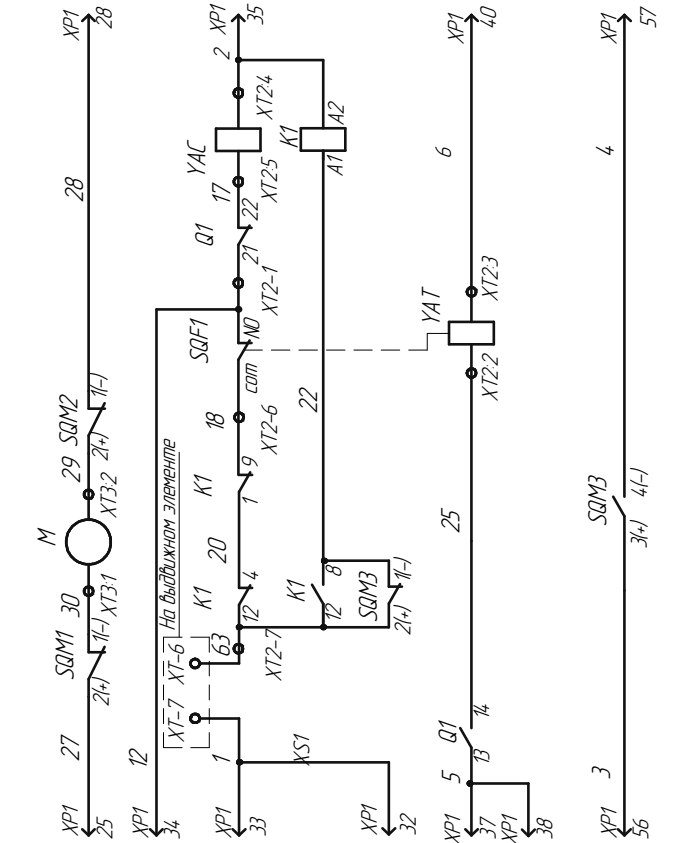 XP1
25
27
2(+)
SQM1
1(-)
30
XT3:1
M
XT3:2
29
2(+)
SQM2
1(-)
28
XP1
28
XP1
34
12
XP1
33
1
XS1
XP1
32
XT-7
XT-6
На выдвижном элементе
63
XT2-7
K1
12
4
20
K1
1
9
18
XT2-6
SQF1
com
NO
XT2-1
Q1
21
22
17
XT2:5
YAC
XT2:4
2
XP1
35
K1
12
8
SQM3
2(+)
1(-)
22
K1
A1
A2
XP1
37
XP1
38
5
Q1
13
14
25
XT2:2
YAT
XT2:3
6
XP1
40
XP1
56
3
SQM3
3(+)
4(-)
4
XP1
57